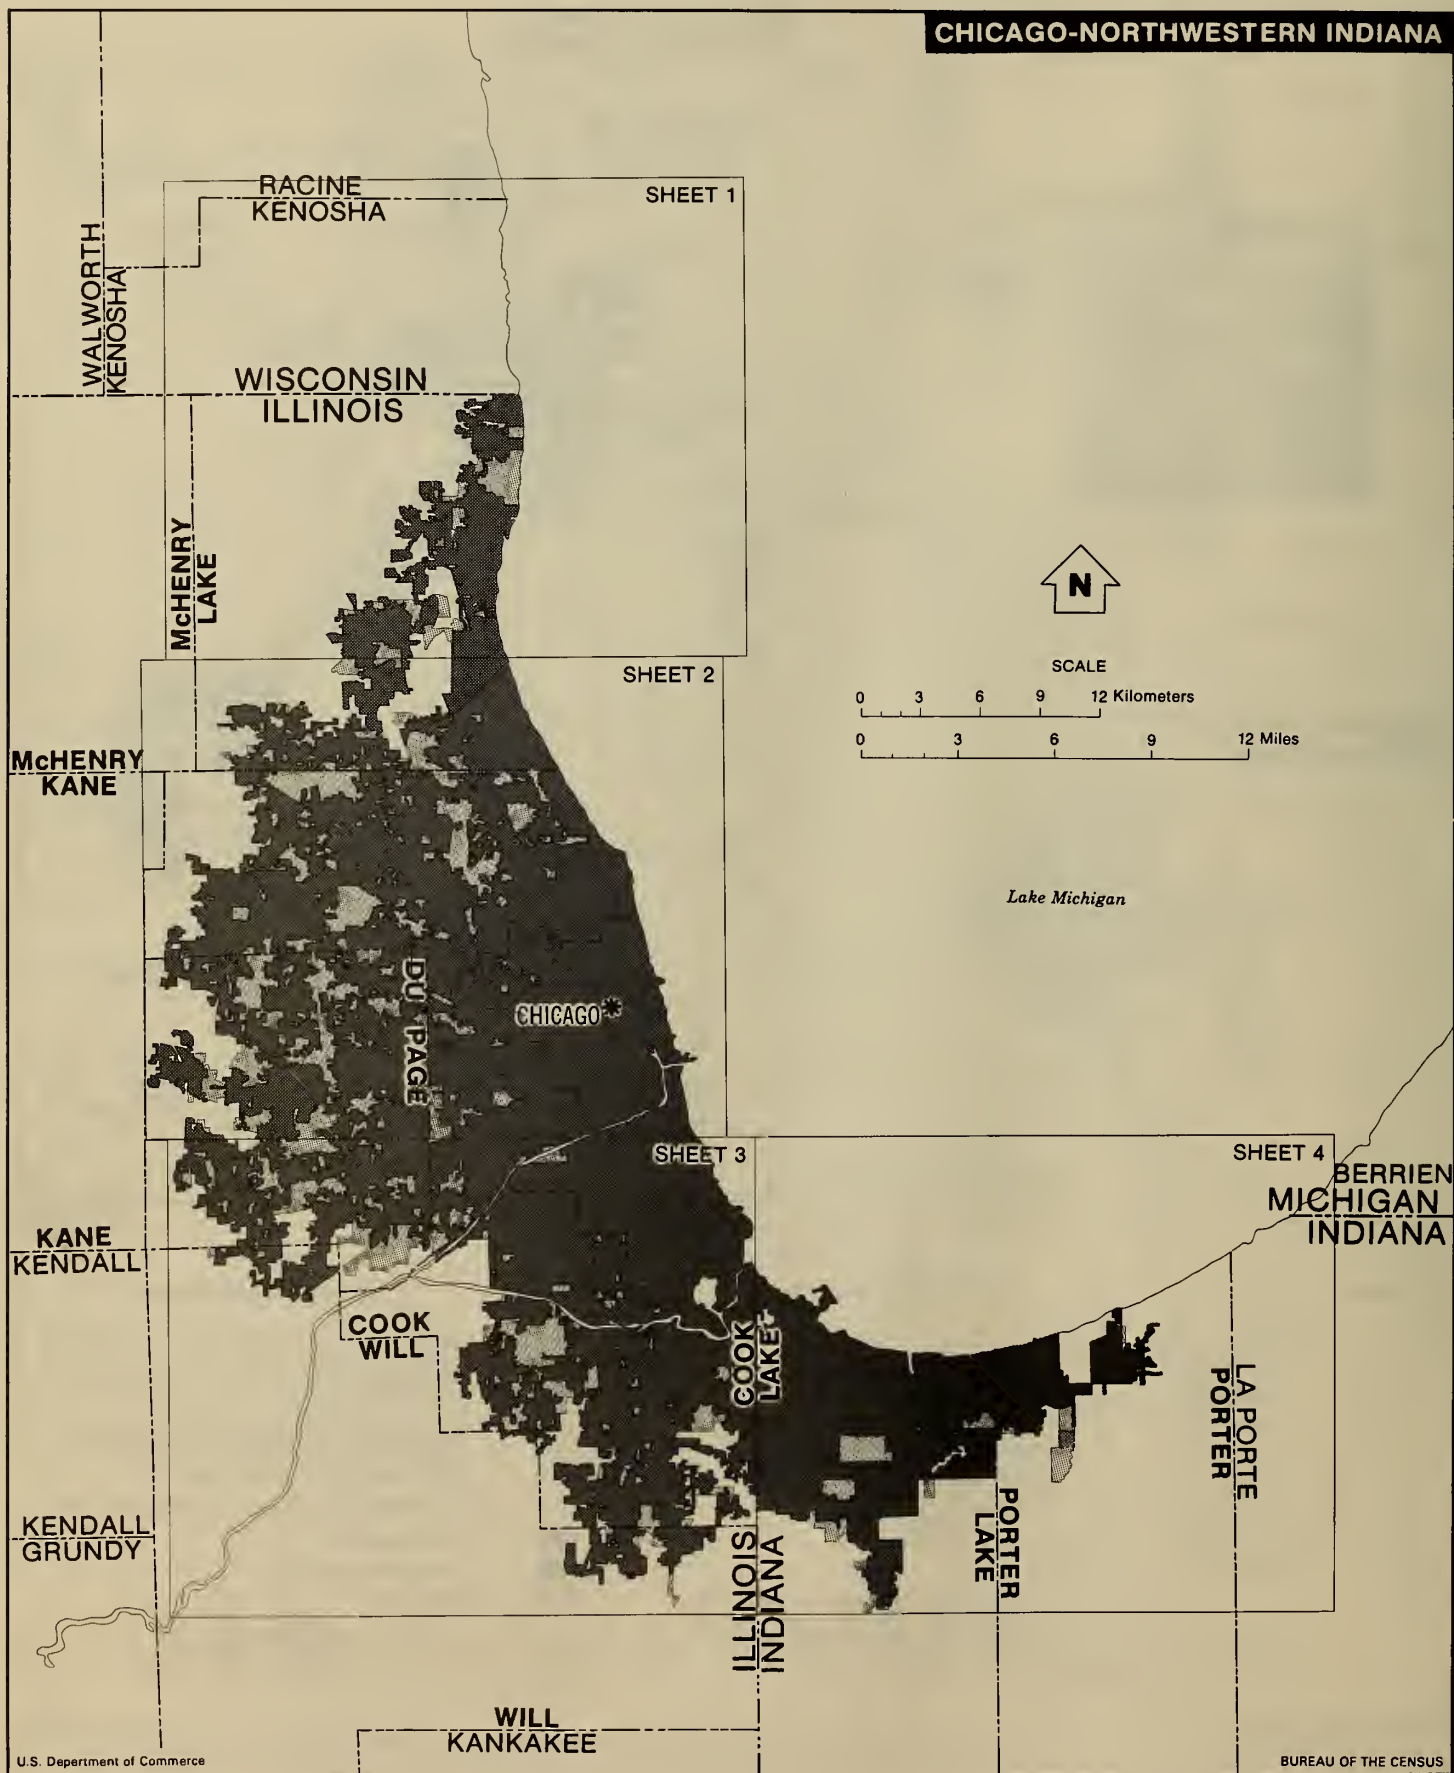 CHICAGO-NORTHWESTERN INDIANA
RACINE
KENOSHA
SHEET 1
WALWORTH
KENOSHA
WISCONSIN
ILLINOIS
McHENRY
LAKE
N
SHEET 2
SCALE
0 3 6 9 12 Kilometers
0 3 6 9 12 Miles
McHENRY
KANE
Lake Michigan
DU PAGE
CHICAGO
SHEET 3
SHEET 4
BERRIEN
MICHIGAN
INDIANA
KANE
KENDALL
COOK
WILL
COOK
LAKE
LA PORTE
PORTER
KENDALL
GRUNDY
PORTER
LAKE
ILLINOIS
INDIANA
WILL
KANKAKEE
U.S. Department of Commerce
BUREAU OF THE CENSUS